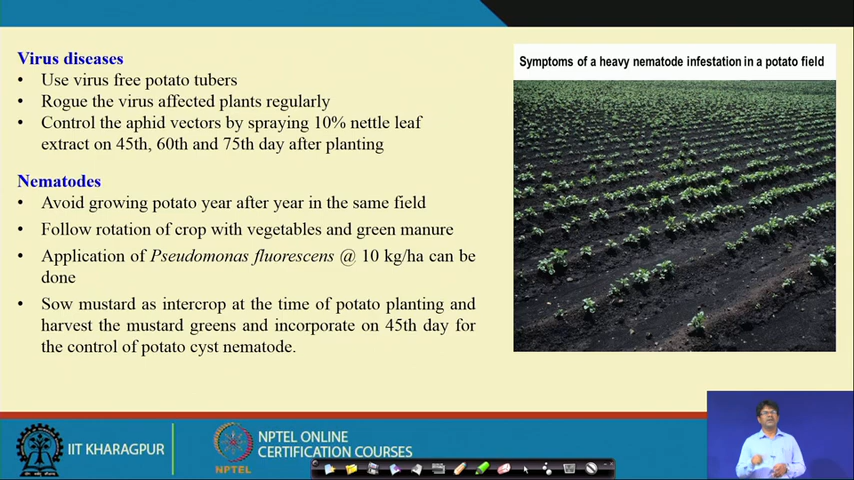 Virus diseases
• Use virus free potato tubers
• Rogue the virus affected plants regularly
• Control the aphid vectors by spraying 10% nettle leaf
extract on 45th, 60th and 75th day after planting
Nematodes
• Avoid growing potato year after year in the same field
• Follow rotation of crop with vegetables and green manure
• Application of Pseudomonas fluorescens @ 10 kg/ha can be
done
• Sow mustard as intercrop at the time of potato planting and
harvest the mustard greens and incorporate on 45th day for
the control of potato cyst nematode.
Symptoms of a heavy nematode infestation in a potato field
IIT KHARAGPUR
NPTEL
NPTEL ONLINE
CERTIFICATION COURSES